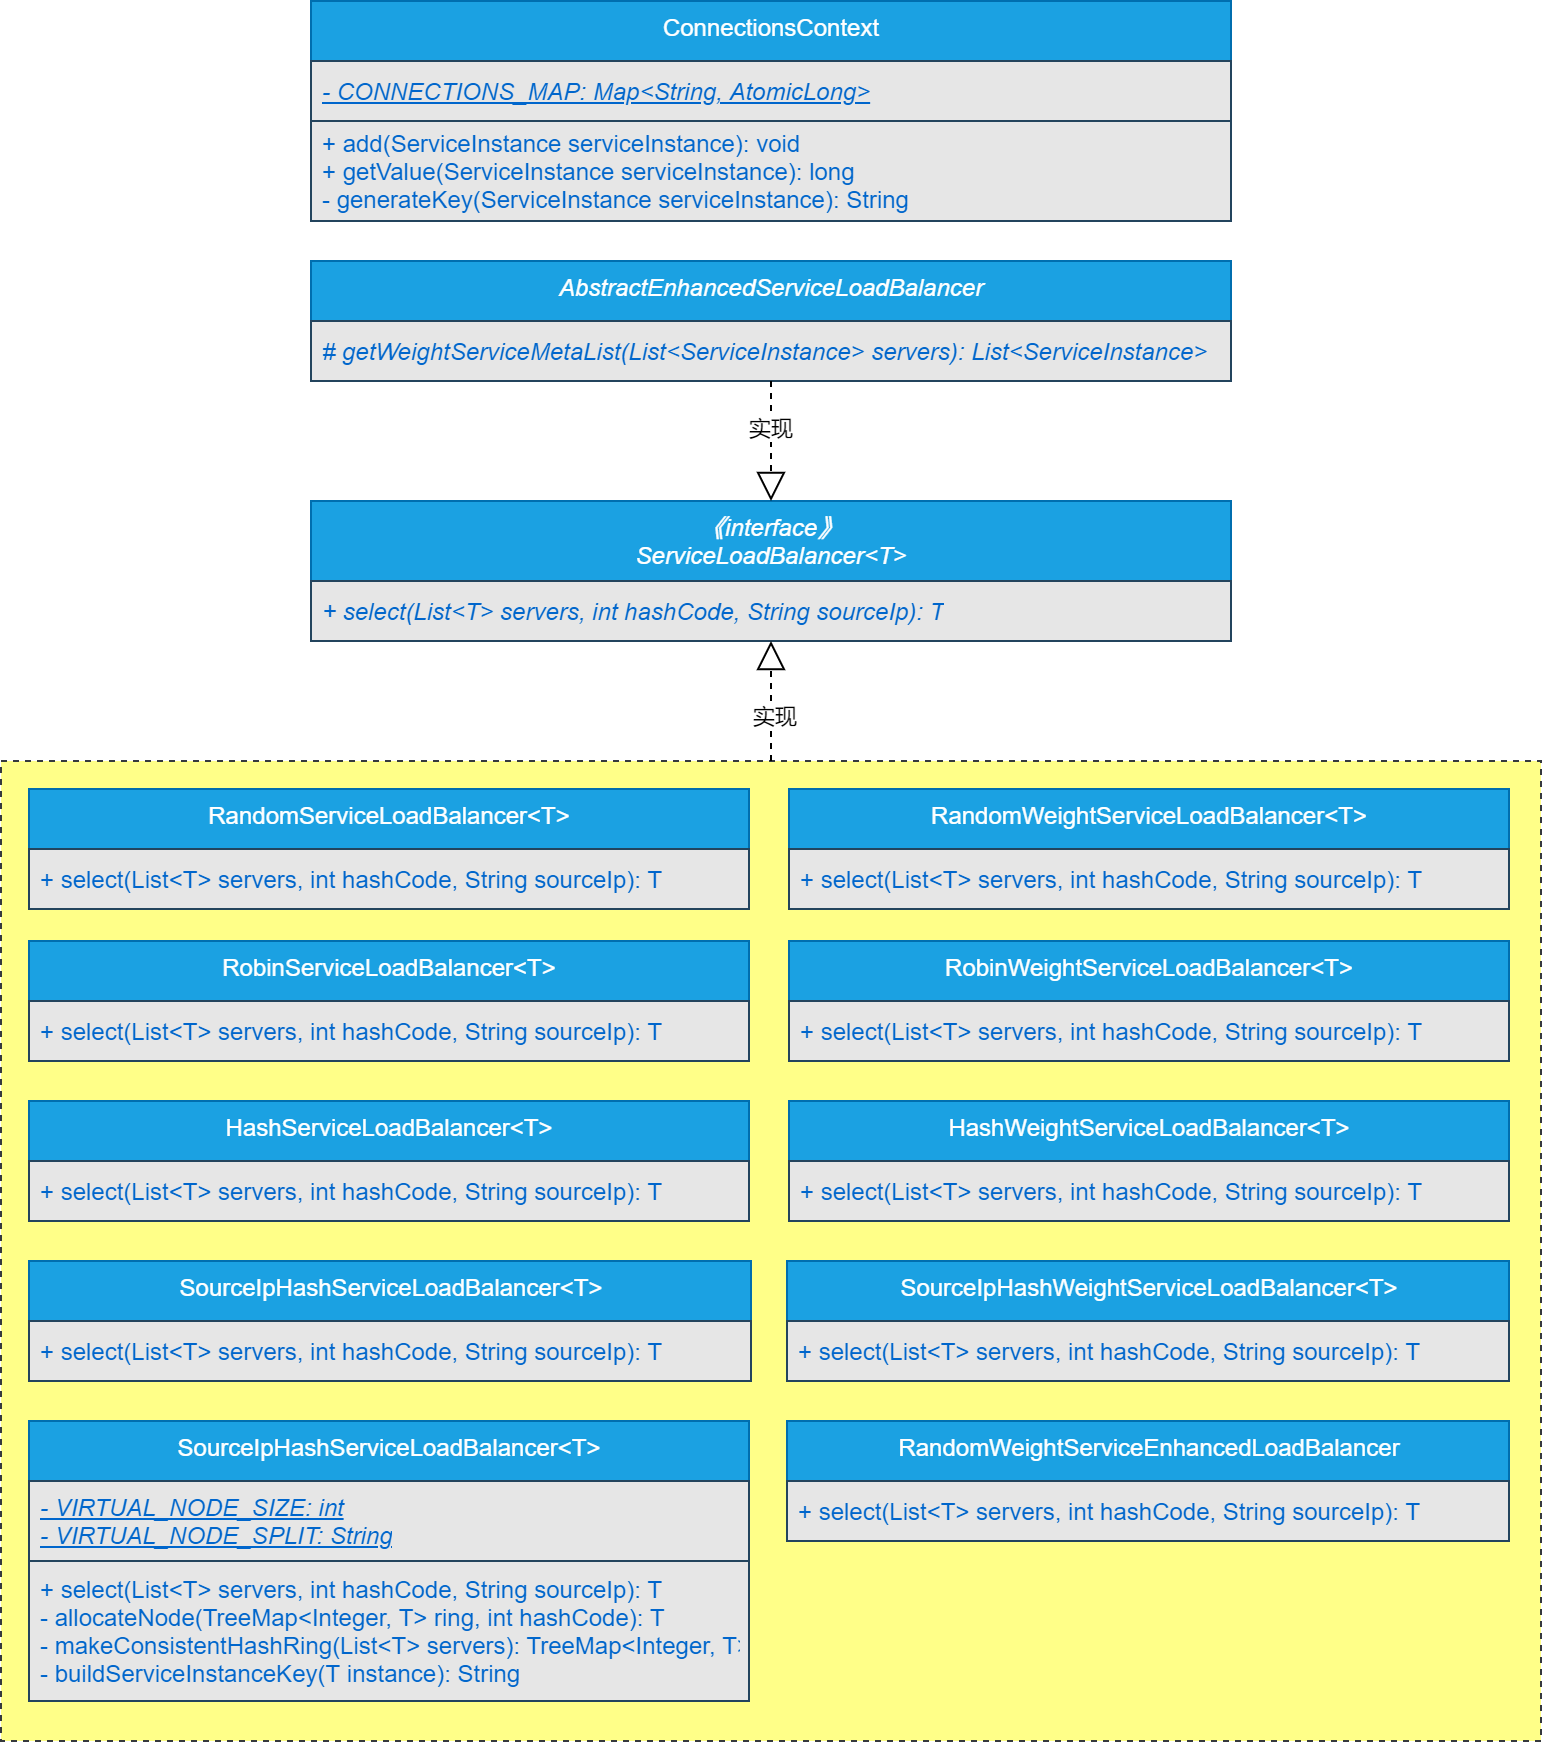 ConnectionsContext
- CONNECTIONS_MAP: Map<String, AtomicLong>
+ add(ServiceInstance serviceInstance): void
+ getValue(ServiceInstance serviceInstance): long
- generateKey(ServiceInstance serviceInstance): String
AbstractEnhancedServiceLoadBalancer
# getWeightServiceMetaList(List<ServiceInstance> servers): List<ServiceInstance>
实现
《interface》
ServiceLoadBalancer<T>
+ select(List<T> servers, int hashCode, String sourceIp): T
实现
RandomServiceLoadBalancer<T>
+ select(List<T> servers, int hashCode, String sourceIp): T
RandomWeightServiceLoadBalancer<T>
+ select(List<T> servers, int hashCode, String sourceIp): T
RobinServiceLoadBalancer<T>
+ select(List<T> servers, int hashCode, String sourceIp): T
RobinWeightServiceLoadBalancer<T>
+ select(List<T> servers, int hashCode, String sourceIp): T
HashServiceLoadBalancer<T>
+ select(List<T> servers, int hashCode, String sourceIp): T
HashWeightServiceLoadBalancer<T>
+ select(List<T> servers, int hashCode, String sourceIp): T
SourceIpHashServiceLoadBalancer<T>
+ select(List<T> servers, int hashCode, String sourceIp): T
SourceIpHashWeightServiceLoadBalancer<T>
+ select(List<T> servers, int hashCode, String sourceIp): T
SourceIpHashServiceLoadBalancer<T>
- VIRTUAL_NODE_SIZE: int
- VIRTUAL_NODE_SPLIT: String
+ select(List<T> servers, int hashCode, String sourceIp): T
- allocateNode(TreeMap<Integer, T> ring, int hashCode): T
- makeConsistentHashRing(List<T> servers): TreeMap<Integer, T>
- buildServiceInstanceKey(T instance): String
RandomWeightServiceEnhancedLoadBalancer
+ select(List<T> servers, int hashCode, String sourceIp): T